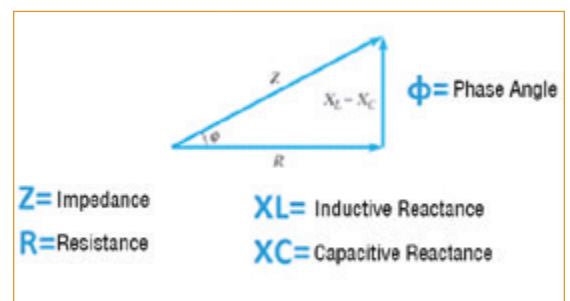 Z
X_L – X_C
φ= Phase Angle
φ
R
Z= Impedance
XL= Inductive Reactance
R=Resistance
XC= Capacitive Reactance